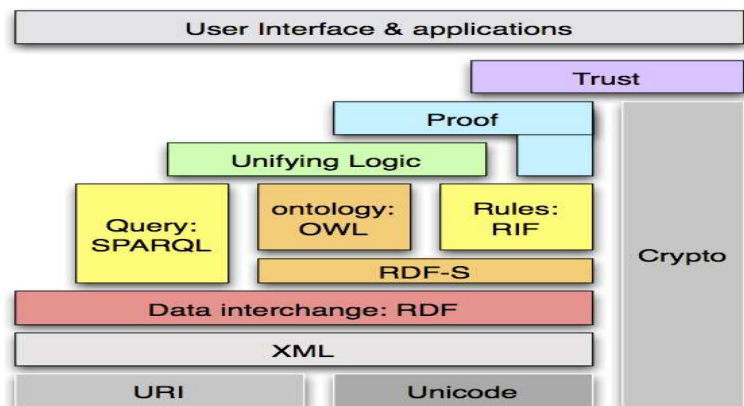 User Interface & applications
Trust
Proof
Unifying Logic
Query:
SPARQL
ontology:
OWL
Rules:
RIF
Crypto
RDF-S
Data interchange: RDF
XML
URI
Unicode